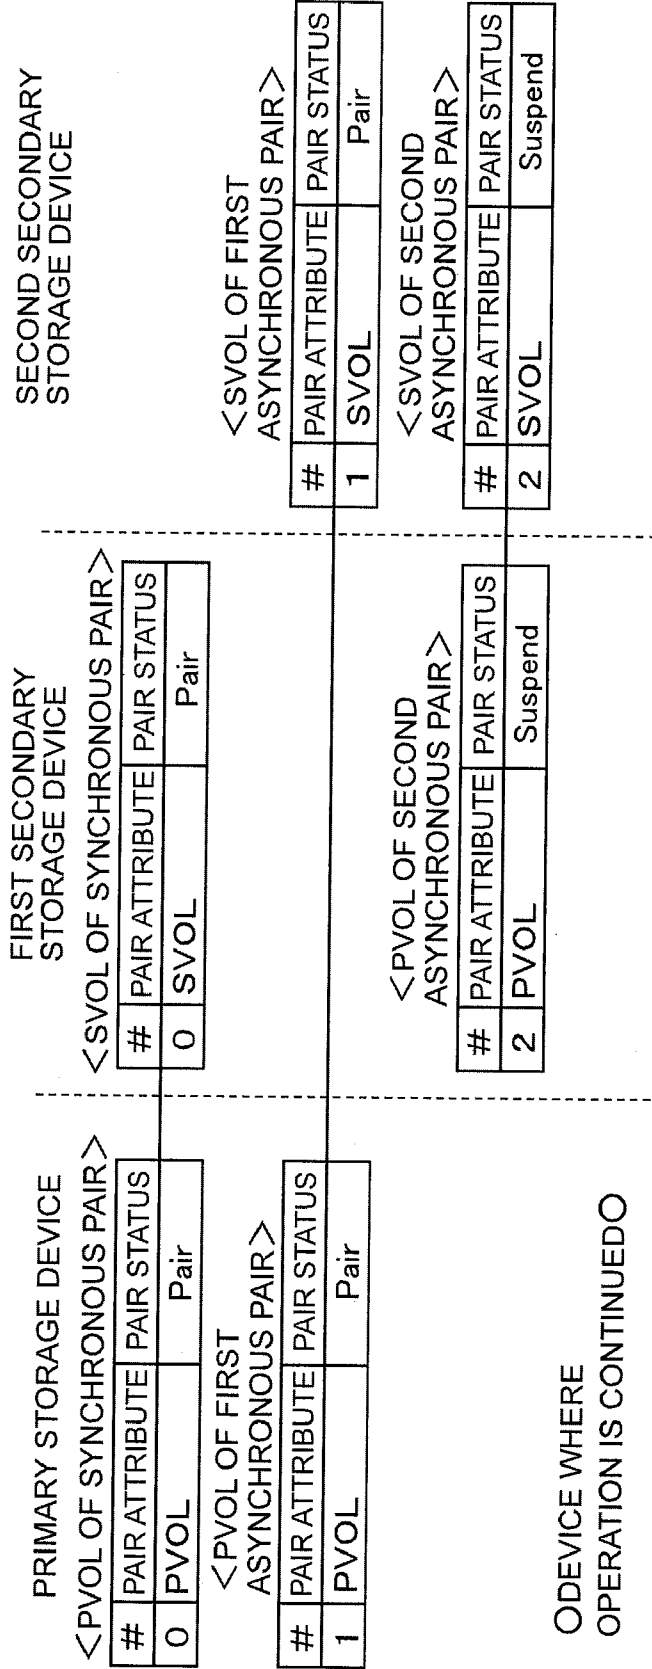 PRIMARY STORAGE DEVICE
<PVOL OF SYNCHRONOUS PAIR>
# PAIR ATTRIBUTE PAIR STATUS
0 PVOL Pair
<PVOL OF FIRST
ASYNCHRONOUS PAIR>
# PAIR ATTRIBUTE PAIR STATUS
1 PVOL Pair
ODEVICE WHERE
OPERATION IS CONTINUEDO
FIRST SECONDARY
STORAGE DEVICE
<SVOL OF SYNCHRONOUS PAIR>
# PAIR ATTRIBUTE PAIR STATUS
0 SVOL Pair
<PVOL OF SECOND
ASYNCHRONOUS PAIR>
# PAIR ATTRIBUTE PAIR STATUS
2 PVOL Suspend
SECOND SECONDARY
STORAGE DEVICE
<SVOL OF FIRST
ASYNCHRONOUS PAIR>
# PAIR ATTRIBUTE PAIR STATUS
1 SVOL Pair
<SVOL OF SECOND
ASYNCHRONOUS PAIR>
# PAIR ATTRIBUTE PAIR STATUS
2 SVOL Suspend